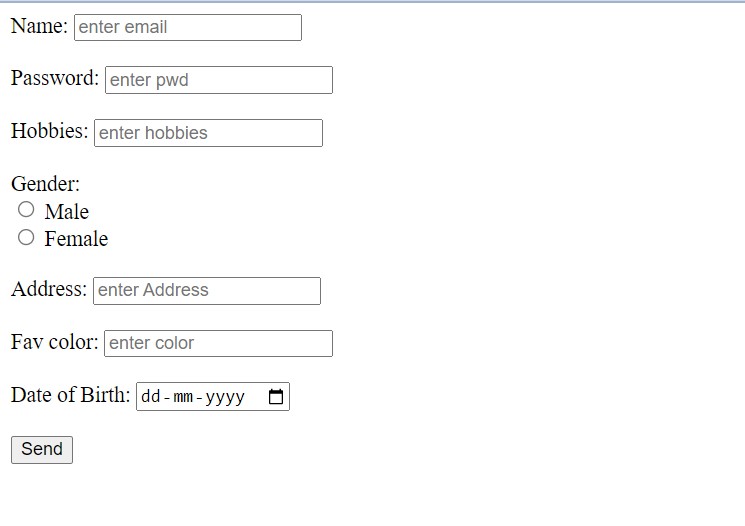 Name: enter email
Password: enter pwd
Hobbies: enter hobbies
Gender:
Male
Female
Address: enter Address
Fav color: enter color
Date of Birth: dd-mm-yyyy
Send